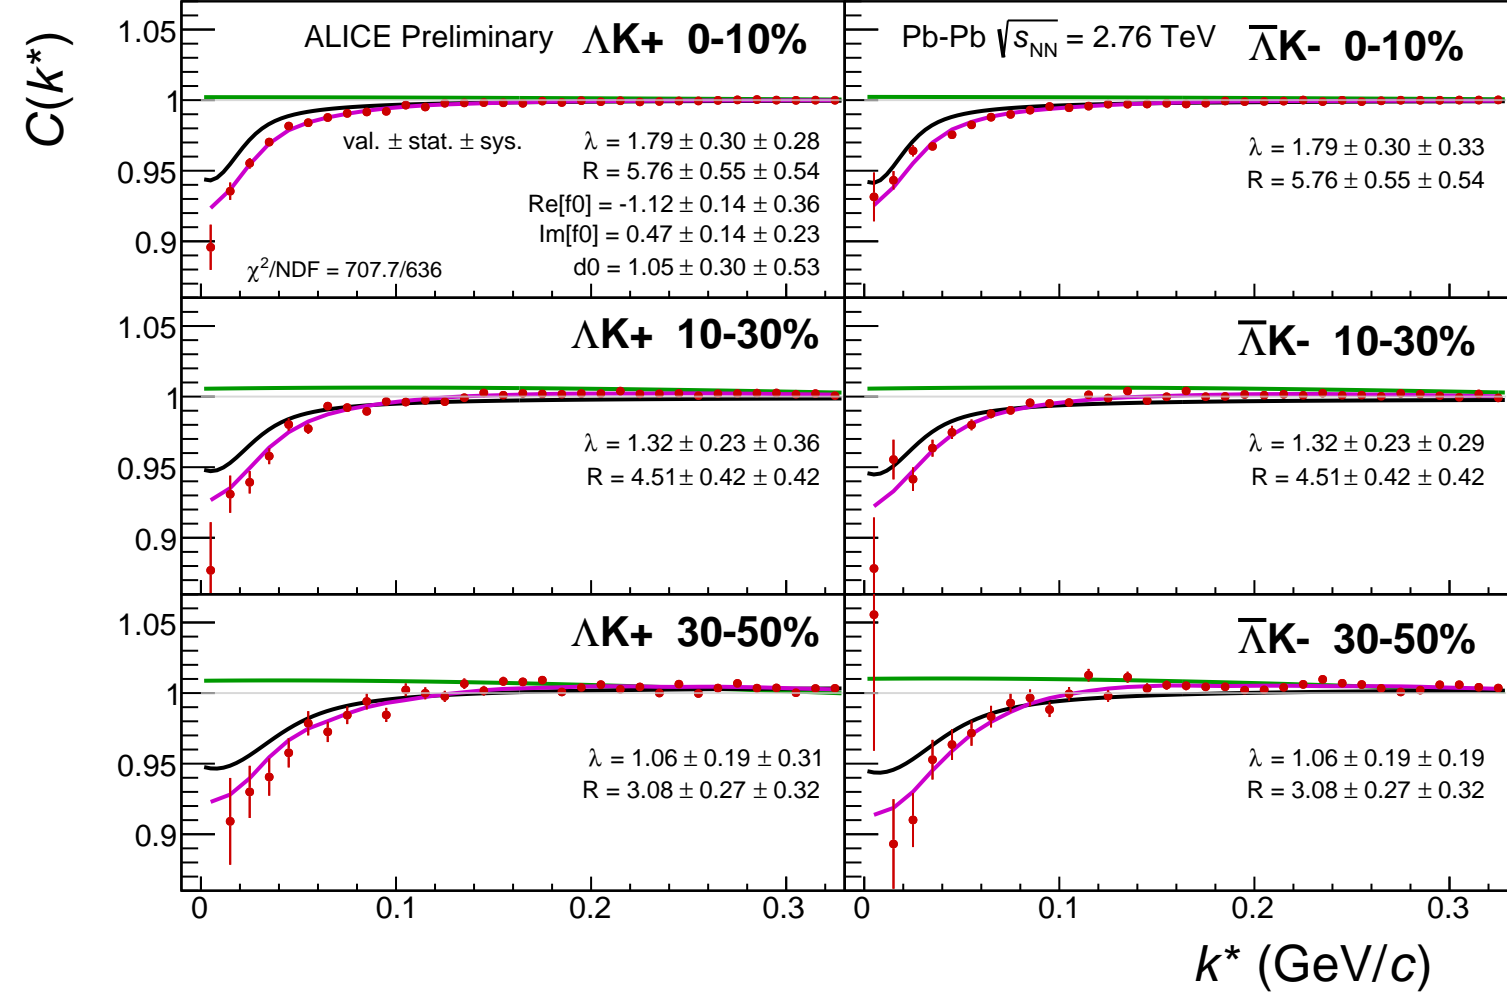 C(k*)
ALICE Preliminary ΛK+ 0-10%
1.05
1
0.95
0.9
val. ± stat. ± sys.
λ = 1.79 ± 0.30 ± 0.28
R = 5.76 ± 0.55 ± 0.54
Re[f0] = -1.12 ± 0.14 ± 0.36
Im[f0] = 0.47 ± 0.14 ± 0.23
d0 = 1.05 ± 0.30 ± 0.53
χ²/NDF = 707.7/636
Pb-Pb √sNN = 2.76 TeV Λ̅K- 0-10%
λ = 1.79 ± 0.30 ± 0.33
R = 5.76 ± 0.55 ± 0.54
ΛK+ 10-30%
1.05
1
0.95
0.9
λ = 1.32 ± 0.23 ± 0.36
R = 4.51 ± 0.42 ± 0.42
Λ̅K- 10-30%
λ = 1.32 ± 0.23 ± 0.29
R = 4.51 ± 0.42 ± 0.42
ΛK+ 30-50%
1.05
1
0.95
0.9
λ = 1.06 ± 0.19 ± 0.31
R = 3.08 ± 0.27 ± 0.32
Λ̅K- 30-50%
λ = 1.06 ± 0.19 ± 0.19
R = 3.08 ± 0.27 ± 0.32
0 0.1 0.2 0.3
0 0.1 0.2 0.3
k* (GeV/c)